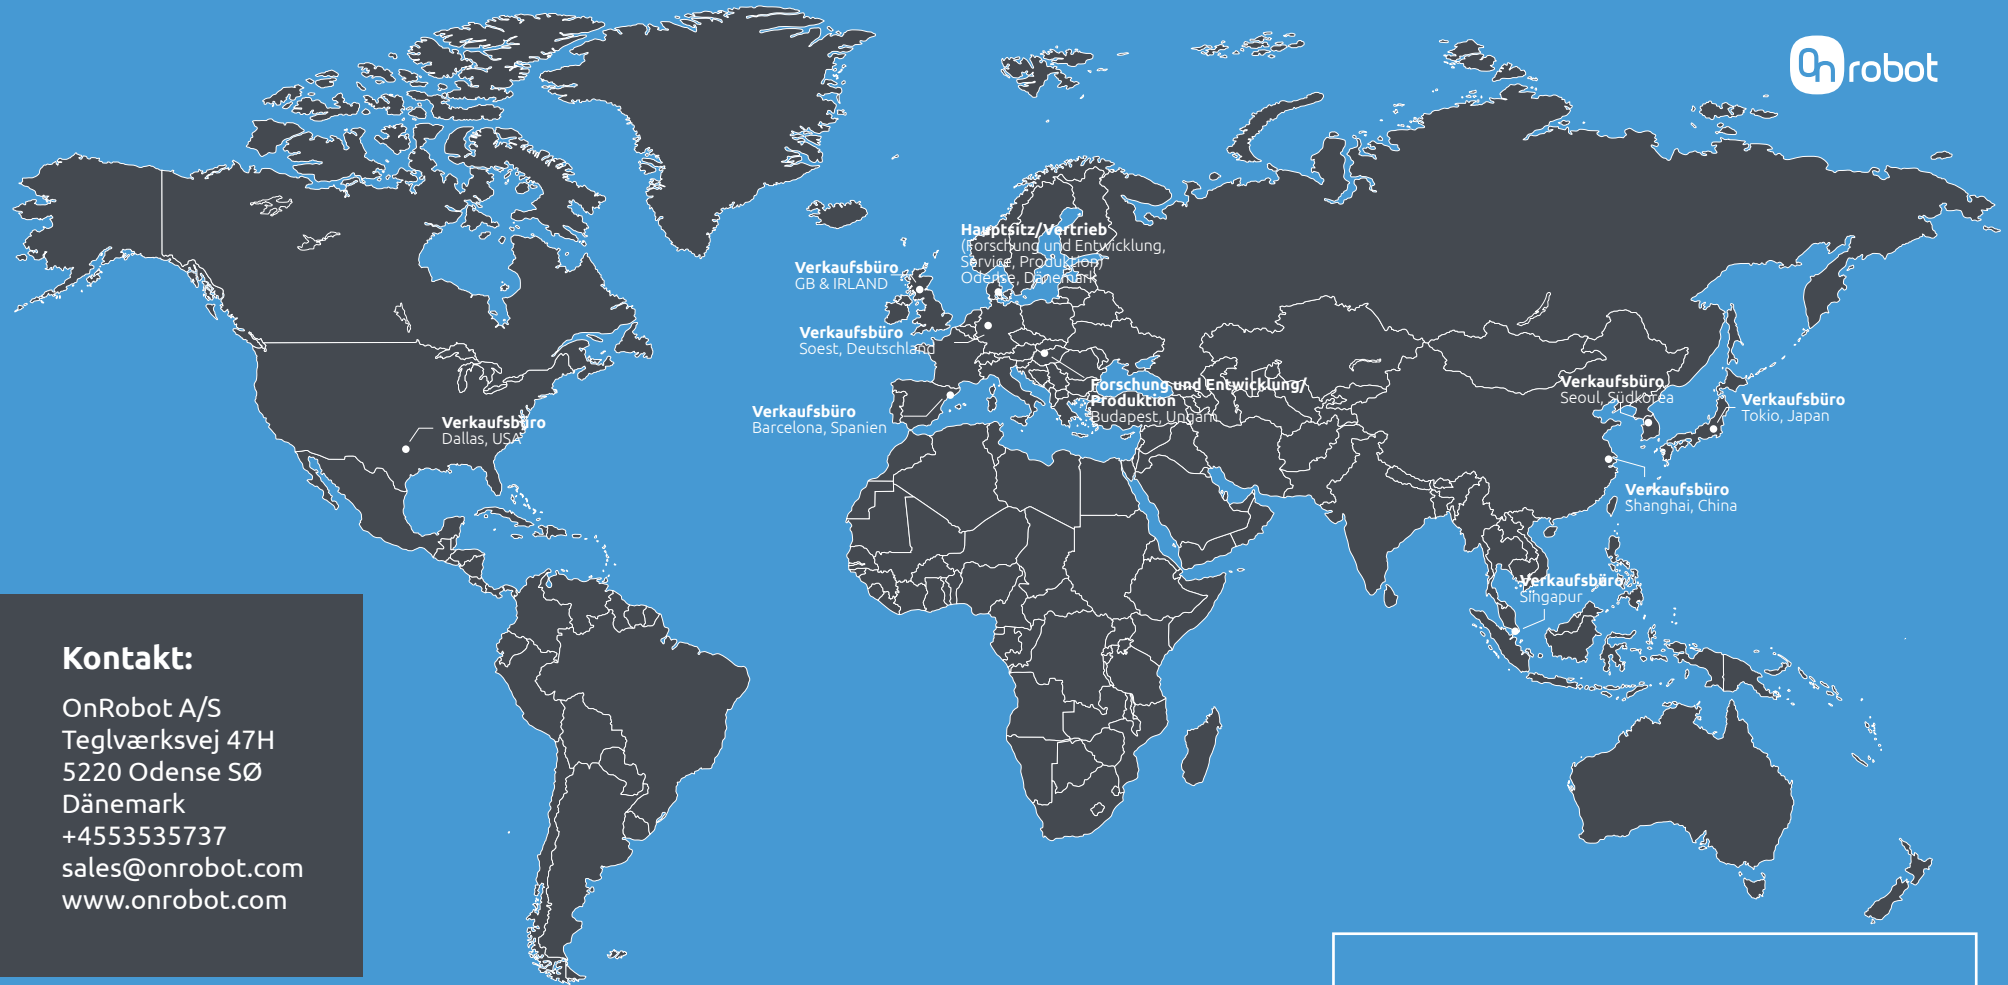 On robot
Hauptsitz/Vertrieb
(Forschung und Entwicklung,
Service, Produktion)
Odense, Dänemark
Verkaufsbüro
GB & IRLAND
Verkaufsbüro
Soest, Deutschland
Forschung und Entwicklung/
Produktion
Budapest, Ungarn
Verkaufsbüro
Barcelona, Spanien
Verkaufsbüro
Dallas, USA
Verkaufsbüro
Seoul, Südkorea
Verkaufsbüro
Tokio, Japan
Verkaufsbüro
Shanghai, China
Verkaufsbüro
Singapur
Kontakt:
OnRobot A/S
Teglværksvej 47H
5220 Odense SØ
Dänemark
+4553535737
sales@onrobot.com
www.onrobot.com